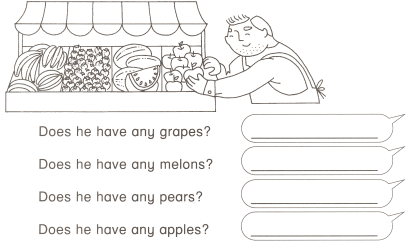 Does he have any grapes?
Does he have any melons?
Does he have any pears?
Does he have any apples?